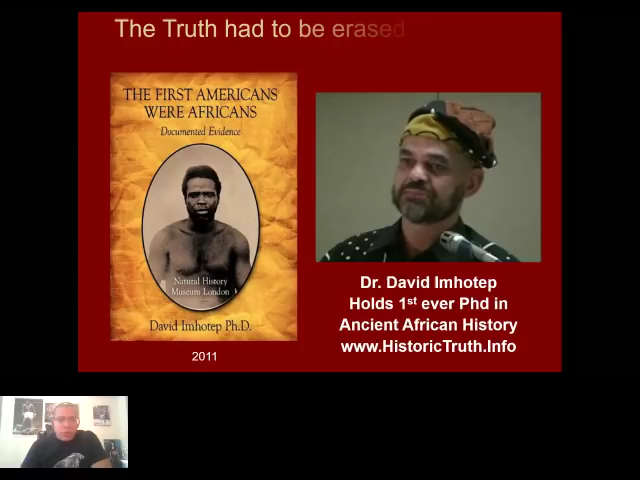 The Truth had to be erased
THE FIRST AMERICANS
WERE AFRICANS
Documented Evidence
Natural History
Museum London
David Imhotep Ph.D.
2011
Dr. David Imhotep
Holds 1st ever Phd in
Ancient African History
www.HistoricTruth.Info